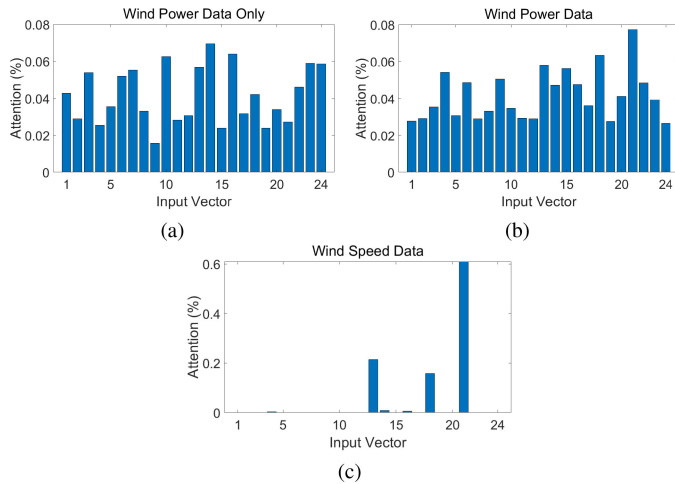 Wind Power Data Only
0.08
0.06
0.04
0.02
0
Attention (%)
1 5 10 15 20 24
Input Vector
(a)
Wind Power Data
0.08
0.06
0.04
0.02
0
Attention (%)
1 5 10 15 20 24
Input Vector
(b)
Wind Speed Data
0.6
0.4
0.2
0
Attention (%)
1 5 10 15 20 24
Input Vector
(c)